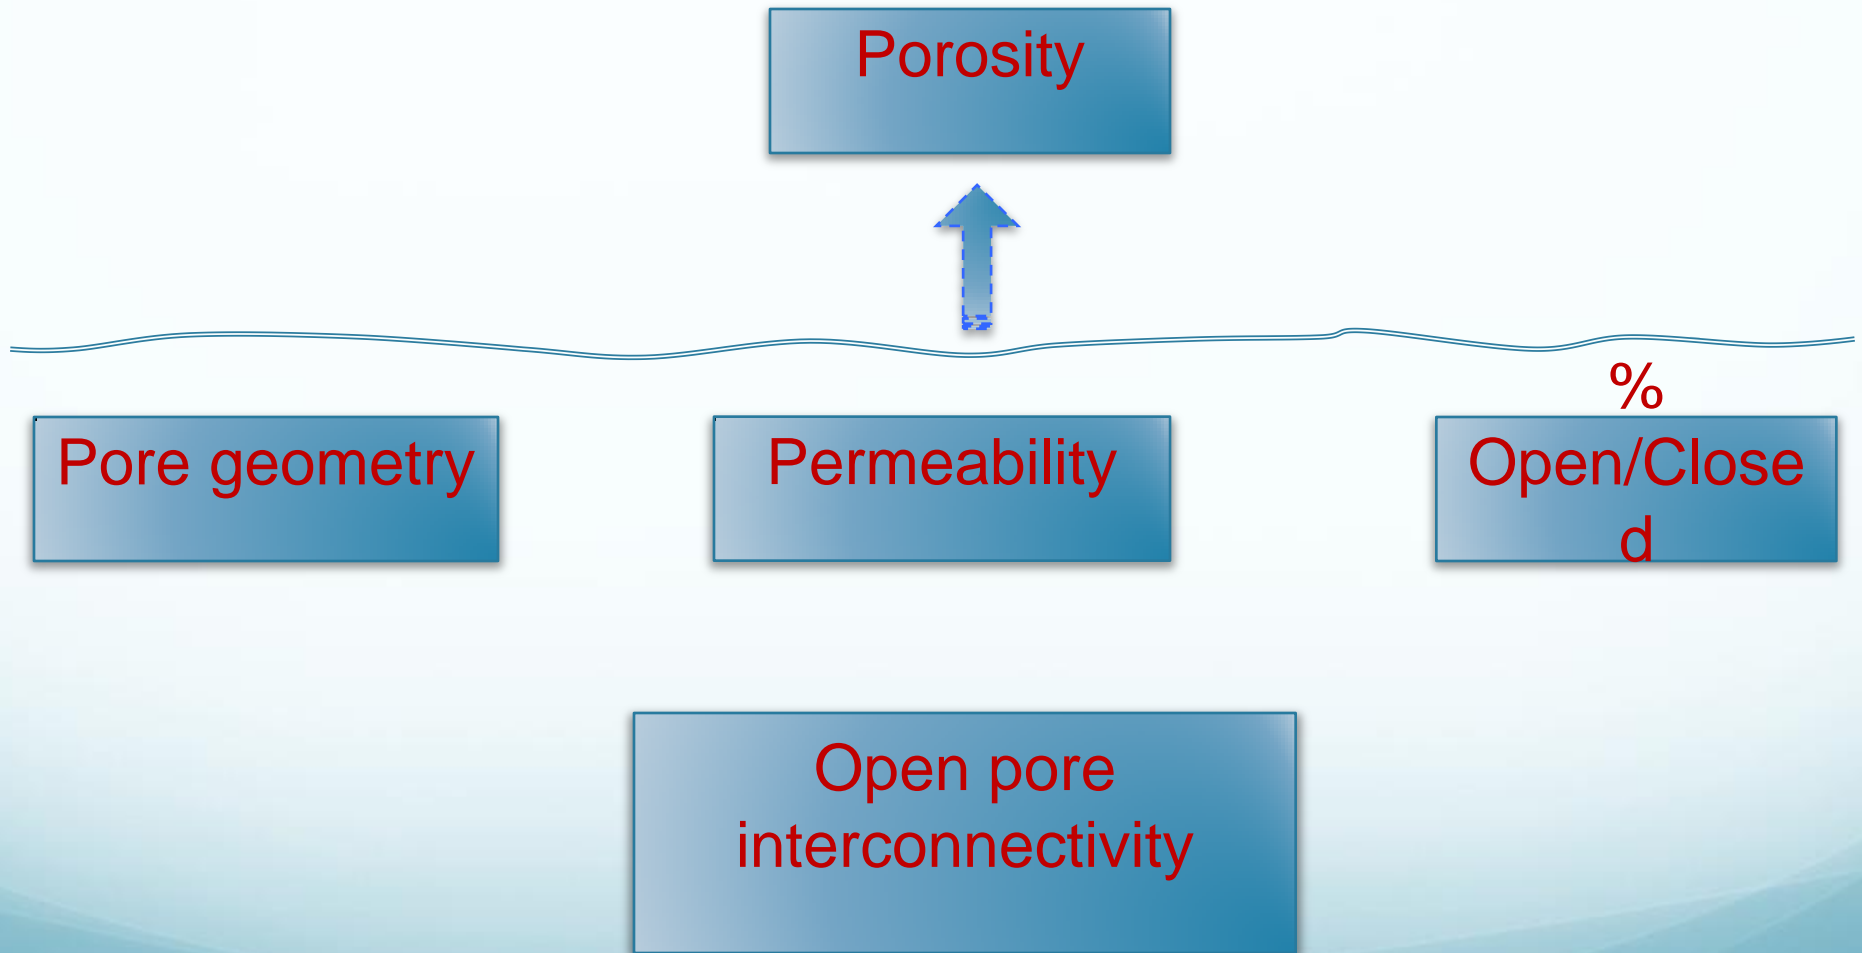 Porosity
Pore geometry
Permeability
%
Open/Close
d
Open pore
interconnectivity